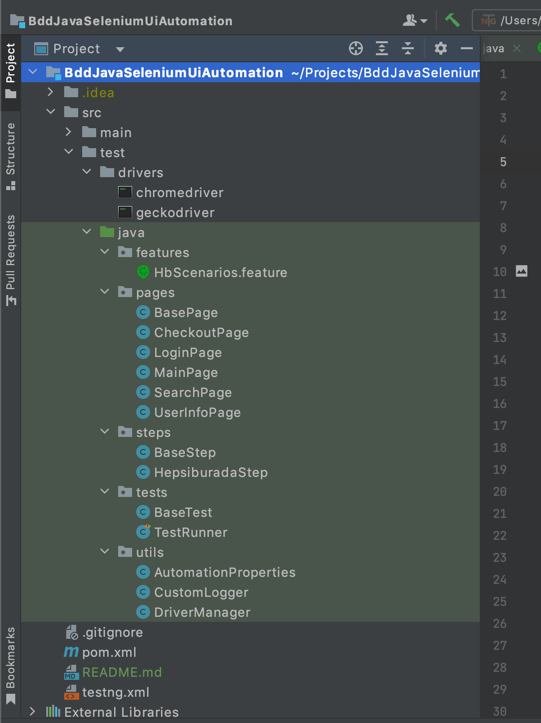 BddJavaSeleniumUiAutomation
/Users/
Project
Project
java
BddJavaSeleniumUiAutomation ~/Projects/BddJavaSelenium
.idea
src
main
test
drivers
chromedriver
geckodriver
java
features
HbScenarios.feature
pages
BasePage
CheckoutPage
LoginPage
MainPage
SearchPage
UserInfoPage
steps
BaseStep
HepsiburadaStep
tests
BaseTest
TestRunner
utils
AutomationProperties
CustomLogger
DriverManager
.gitignore
pom.xml
README.md
testng.xml
External Libraries
Structure
Pull Requests
Bookmarks
1
2
3
4
5
6
7
8
9
10
11
12
13
14
15
16
17
18
19
20
21
22
23
24
25
26
27
28
29
30